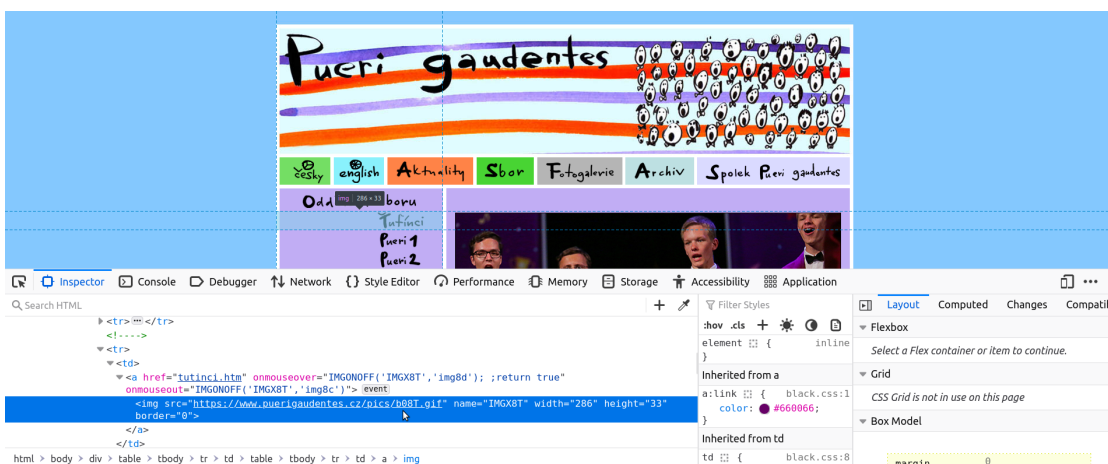 Pueri gaudentes
česky english Aktuality Sbor Fotogalerie Archiv Spolek Pueri gaudentes
Odd boru
img 286 × 33
Tutínci
Pueri 1
Pueri 2
Inspector Console Debugger Network Style Editor Performance Memory Storage Accessibility Application
Search HTML
<tr> ... </tr>
<!---->
<tr>
<td>
<a href="tutinci.htm" onmouseover="IMGONOFF('IMGX8T','img8d'); ;return true"
onmouseout="IMGONOFF('IMGX8T','img8c')"> event
<img src="https://www.puerigaudentes.cz/pics/b08T.gif" name="IMGX8T" width="286" height="33"
border="0">
</a>
</td>
html > body > div > table > tbody > tr > td > table > tbody > tr > td > a > img
Filter Styles
:hov .cls
element { inline
}
Inherited from a
a:link { black.css:1
color: #660066;
}
Inherited from td
td { black.css:8
Layout Computed Changes Compati
Flexbox
Select a Flex container or item to continue.
Grid
CSS Grid is not in use on this page
Box Model
margin 0